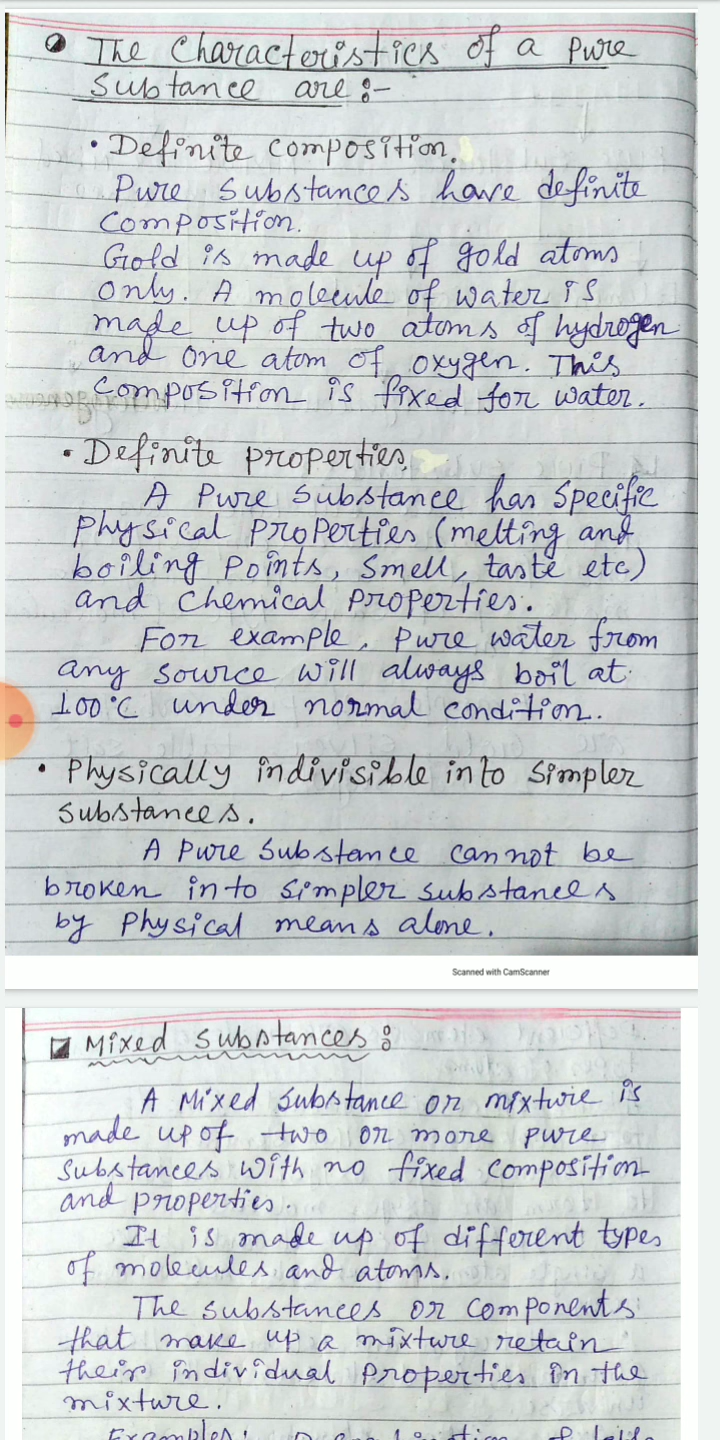 The Characteristics of a Pure
Substance are :-
• Definite composition.
Pure substances have definite
composition.
Gold is made up of gold atoms
only. A molecule of water is
made up of two atoms of hydrogen
and one atom of oxygen. This
composition is fixed for water.
• Definite properties.
A Pure Substance has Specific
Physical Properties (melting and
boiling Points, Smell, taste etc)
and chemical properties.
For example, Pure water from
any source will always boil at
100°C under normal condition.
• Physically indivisible into simpler
substances.
A Pure Substance cannot be
broken into simpler substances
by Physical means alone.
Scanned with CamScanner
Mixed Substances :
A Mixed Substance or mixture is
made up of two or more pure
substances with no fixed composition
and properties.
It is made up of different types
of molecules and atoms.
The substances or components
that make up a mixture retain
their individual properties in the
mixture.
Examples: